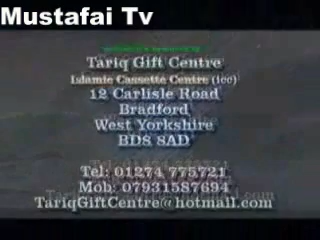 Mustafai Tv
Tariq Gift Centre
Islamic Cassette Centre (icc)
12 Carlisle Road
Bradford
West Yorkshire
BD8 8AD
Tel: 01274 775721
Mob: 07931587694
TariqGiftCentre@hotmail.com